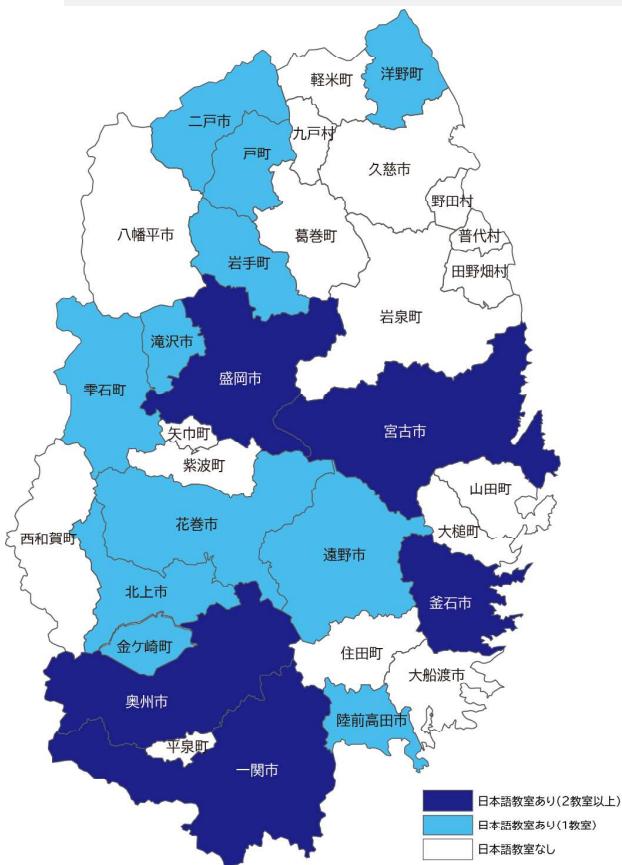 洋野町
軽米町
二戸市
九戸村
戸町
久慈市
野田村
八幡平市
葛巻町
普代村
岩手町
田野畑村
岩泉町
滝沢市
盛岡市
雫石町
宮古市
矢巾町
紫波町
山田町
花巻市
大槌町
西和賀町
遠野市
北上市
釜石市
金ケ崎町
住田町
大船渡市
奥州市
陸前高田市
平泉町
一関市
日本語教室あり(2教室以上)
日本語教室あり(1教室)
日本語教室なし